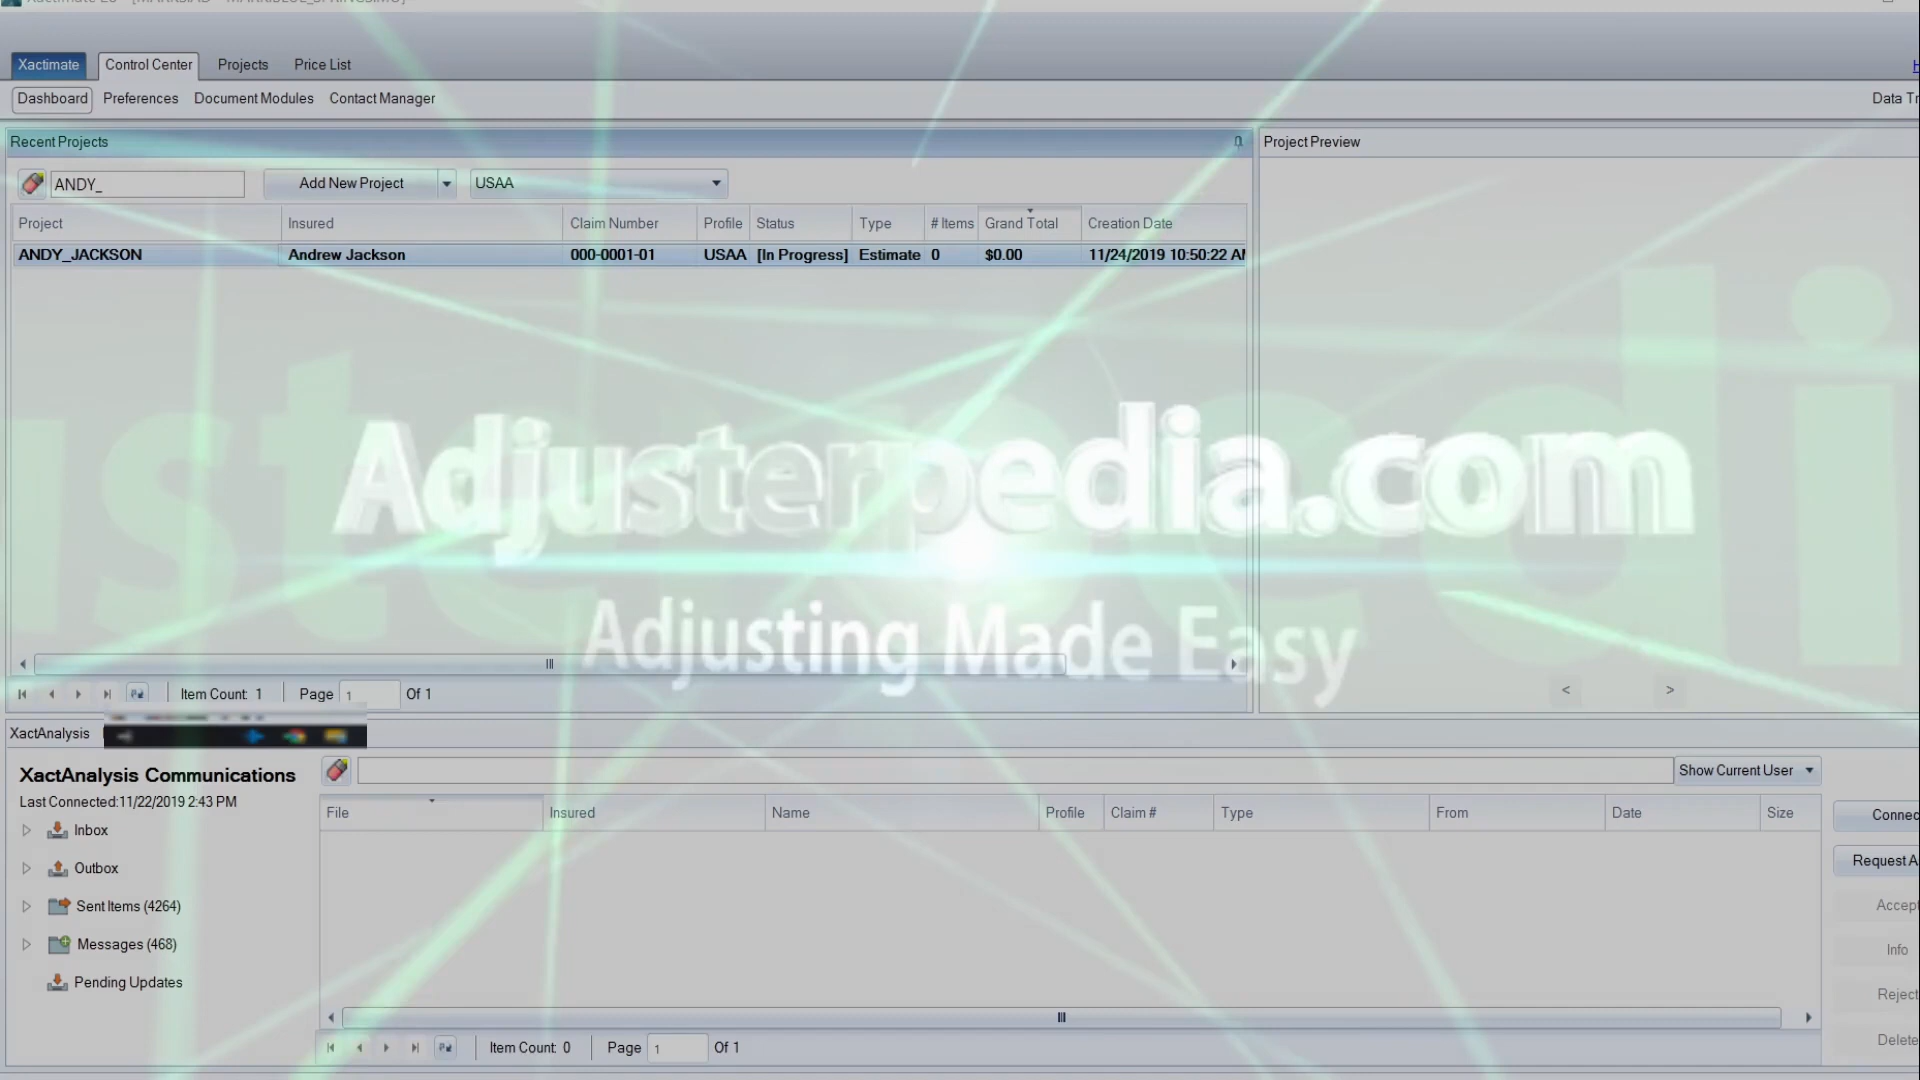 Xactimate Control Center Projects Price List
Dashboard Preferences Document Modules Contact Manager Data Tr
Recent Projects Project Preview
ANDY_ Add New Project USAA
Project Insured Claim Number Profile Status Type # Items Grand Total Creation Date
ANDY_JACKSON Andrew Jackson 000-0001-01 USAA [In Progress] Estimate 0 $0.00 11/24/2019 10:50:22 AM
Adjusterpedia.com
Adjusting Made Easy
Item Count: 1 Page 1 Of 1
< >
XactAnalysis
XactAnalysis Communications
Show Current User
Last Connected:11/22/2019 2:43 PM
File Insured Name Profile Claim # Type From Date Size
Connec
Inbox
Request A
Outbox
Accept
Sent Items (4264)
Messages (468)
Info
Pending Updates
Reject
Delete
Item Count: 0 Page 1 Of 1